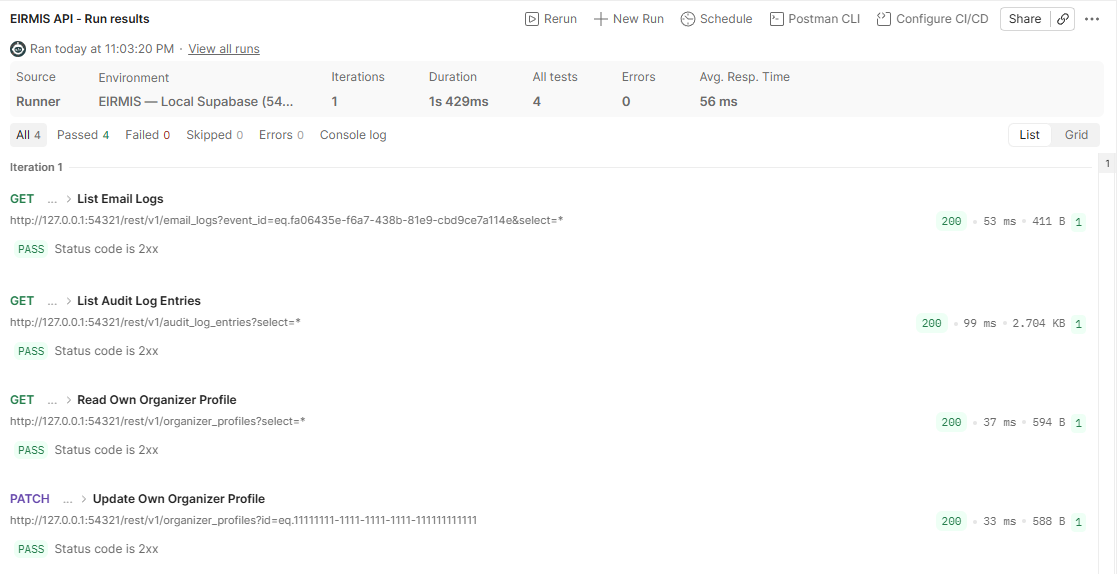 EIRMIS API - Run results
Rerun New Run Schedule Postman CLI Configure CI/CD Share
Ran today at 11:03:20 PM · View all runs
Source Environment Iterations Duration All tests Errors Avg. Resp. Time
Runner EIRMIS — Local Supabase (54... 1 1s 429ms 4 0 56 ms
All 4 Passed 4 Failed 0 Skipped 0 Errors 0 Console log List Grid
Iteration 1
1
GET ... > List Email Logs
http://127.0.0.1:54321/rest/v1/email_logs?event_id=eq.fa06435e-f6a7-438b-81e9-cbd9ce7a114e&select=* 200 • 53 ms • 411 B 1
PASS Status code is 2xx
GET ... > List Audit Log Entries
http://127.0.0.1:54321/rest/v1/audit_log_entries?select=* 200 • 99 ms • 2.704 KB 1
PASS Status code is 2xx
GET ... > Read Own Organizer Profile
http://127.0.0.1:54321/rest/v1/organizer_profiles?select=* 200 • 37 ms • 594 B 1
PASS Status code is 2xx
PATCH ... > Update Own Organizer Profile
http://127.0.0.1:54321/rest/v1/organizer_profiles?id=eq.11111111-1111-1111-1111-111111111111 200 • 33 ms • 588 B 1
PASS Status code is 2xx